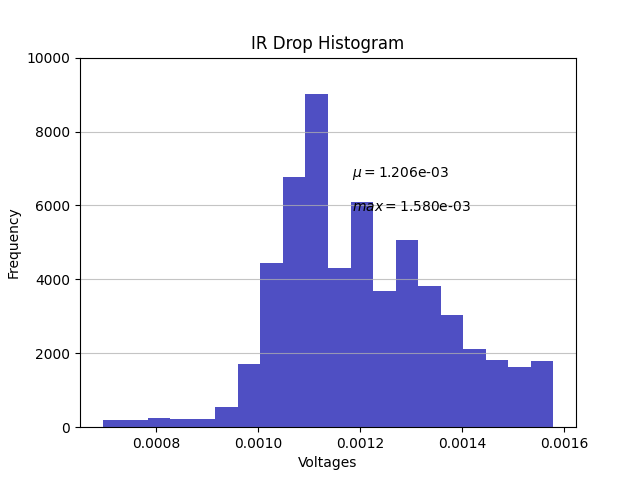 IR Drop Histogram
10000
8000
6000
4000
2000
0
Frequency
μ = 1.206e-03
max = 1.580e-03
0.0008 0.0010 0.0012 0.0014 0.0016
Voltages